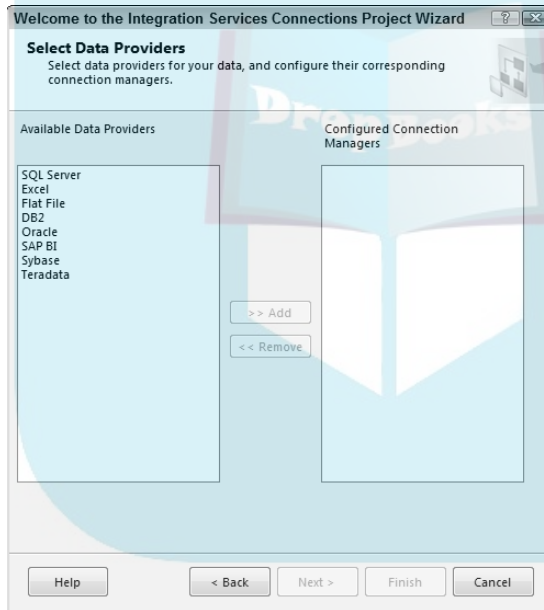 Welcome to the Integration Services Connections Project Wizard
Select Data Providers
Select data providers for your data, and configure their corresponding
connection managers.
DropBooks
Available Data Providers
Configured Connection
Managers
SQL Server
Excel
Flat File
DB2
Oracle
SAP BI
Sybase
Teradata
>> Add
<< Remove
Help
< Back
Next >
Finish
Cancel